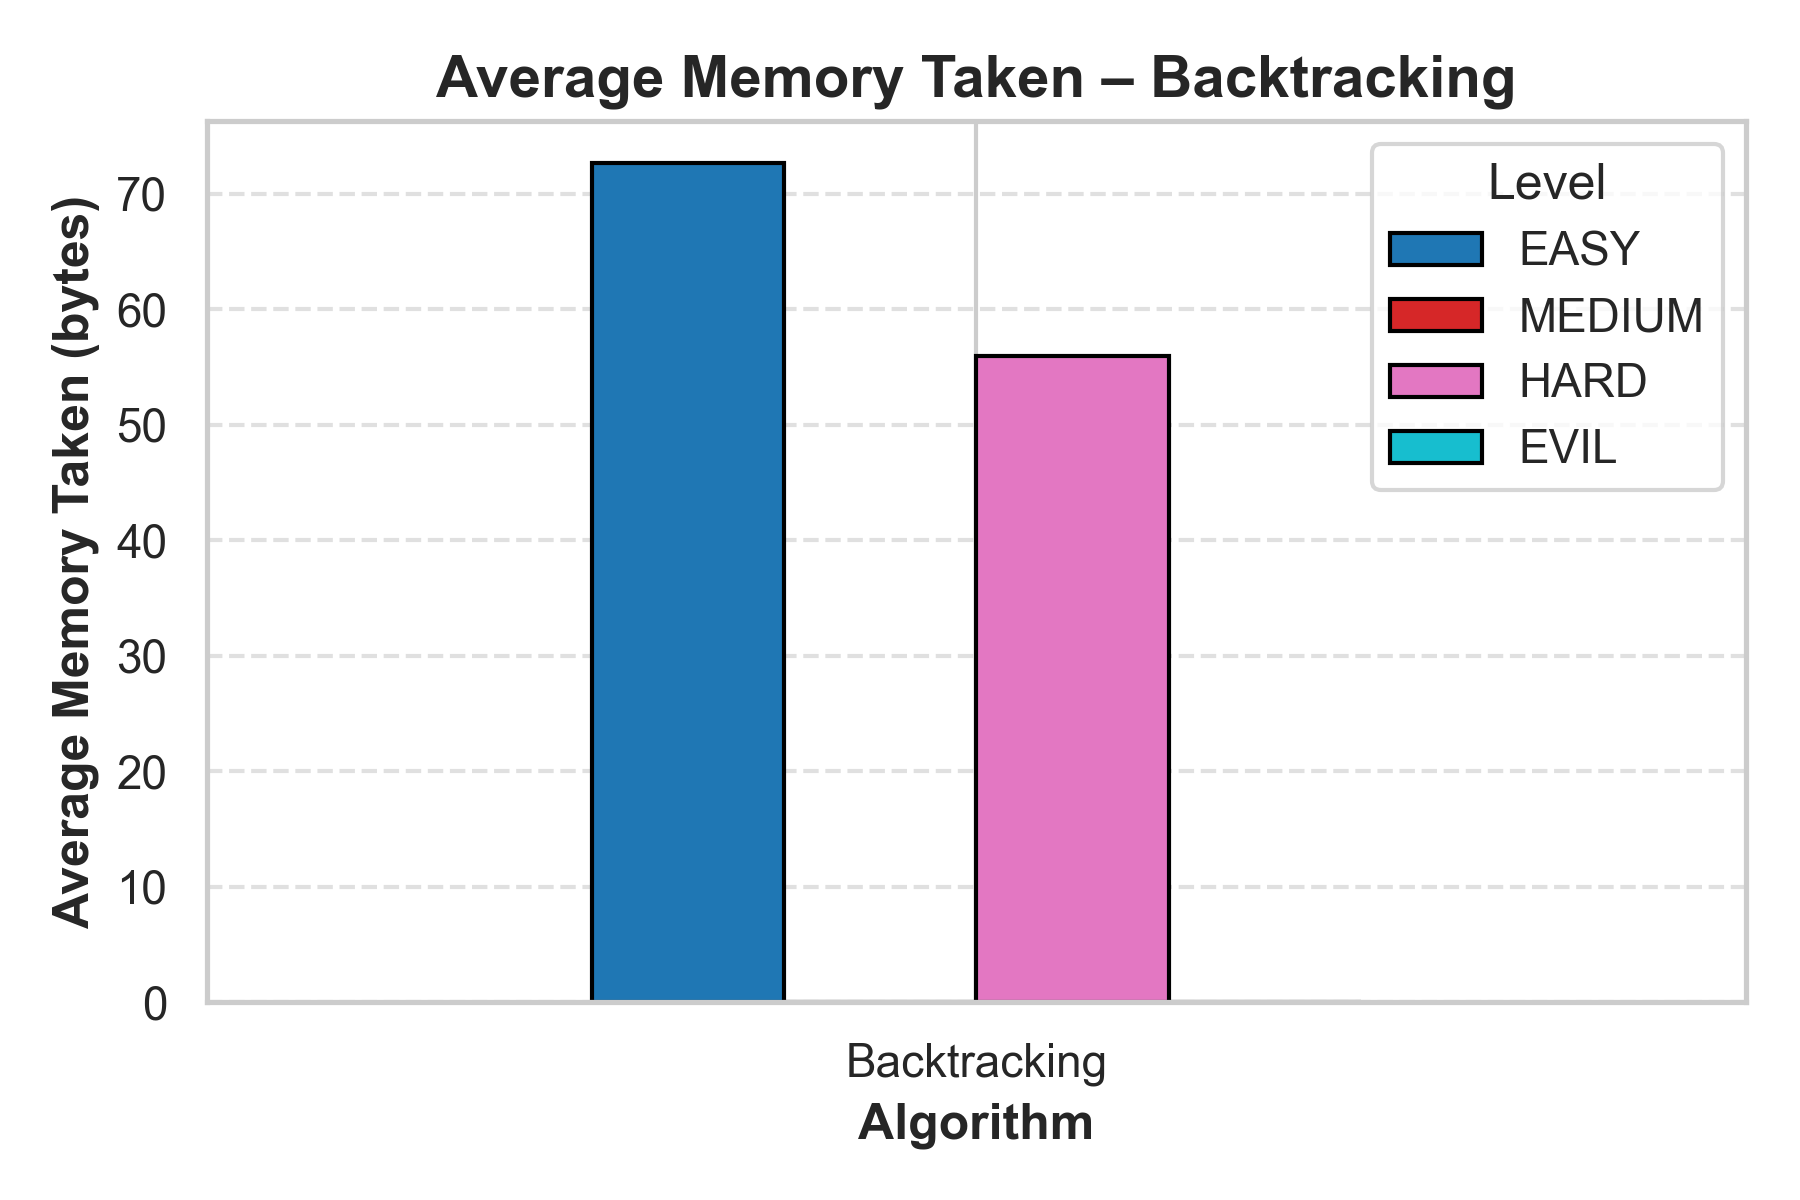 Average Memory Taken – Backtracking
Average Memory Taken (bytes)
70
60
50
40
30
20
10
0
Level
EASY
MEDIUM
HARD
EVIL
Backtracking
Algorithm